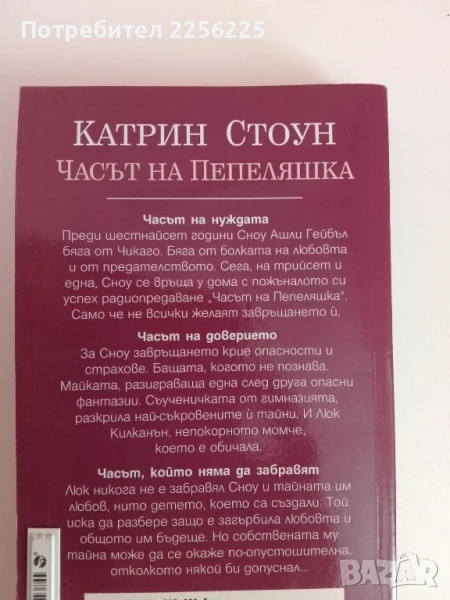 Потребител 2256225
КАТРИН СТОУН
ЧАСЪТ НА ПЕПЕЛЯШКА
Часът на нуждата
Преди шестнайсет години Сноу Ашли Гейбъл
бяга от Чикаго. Бяга от болката на любовта
и от предателството. Сега, на трийсет и
една, Сноу се връща у дома с пожъналото си
успех радиопредаване „Часът на Пепеляшка“.
Само че не всички желаят завръщането ѝ.
Часът на доверието
За Сноу завръщането крие опасности и
страхове. Бащата, когото не познава.
Майката, разиграваща една след друга опасни
фантазии. Съученичката от гимназията,
разкрила най-съкровените ѝ тайни. И Люк
Килканън, непокорното момче,
което е обичала.
Часът, който няма да забравят
Люк никога не е забравял Сноу и тайната им
любов, нито детето, което са създали. Той
иска да разбере защо е загърбила любовта и
общото им бъдеще. Но собствената му
тайна може да се окаже по-опустошителна,
отколкото някой би допуснал...
bazar